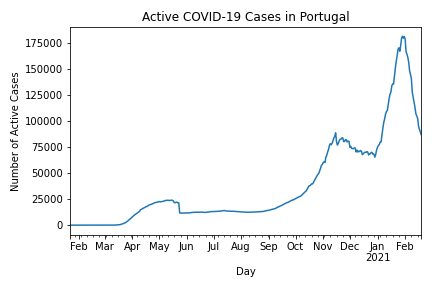 Active COVID-19 Cases in Portugal
Number of Active Cases
175000
150000
125000
100000
75000
50000
25000
0
Feb Mar Apr May Jun Jul Aug Sep Oct Nov Dec Jan Feb
2021
Day